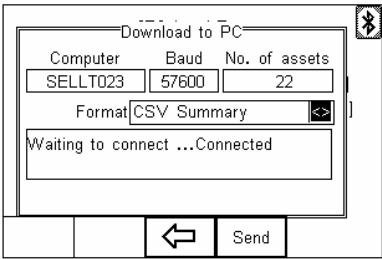 Download to PC
Computer Baud No. of assets
SELLT023 57600 22
Format CSV Summary <>
Waiting to connect ...Connected
Send